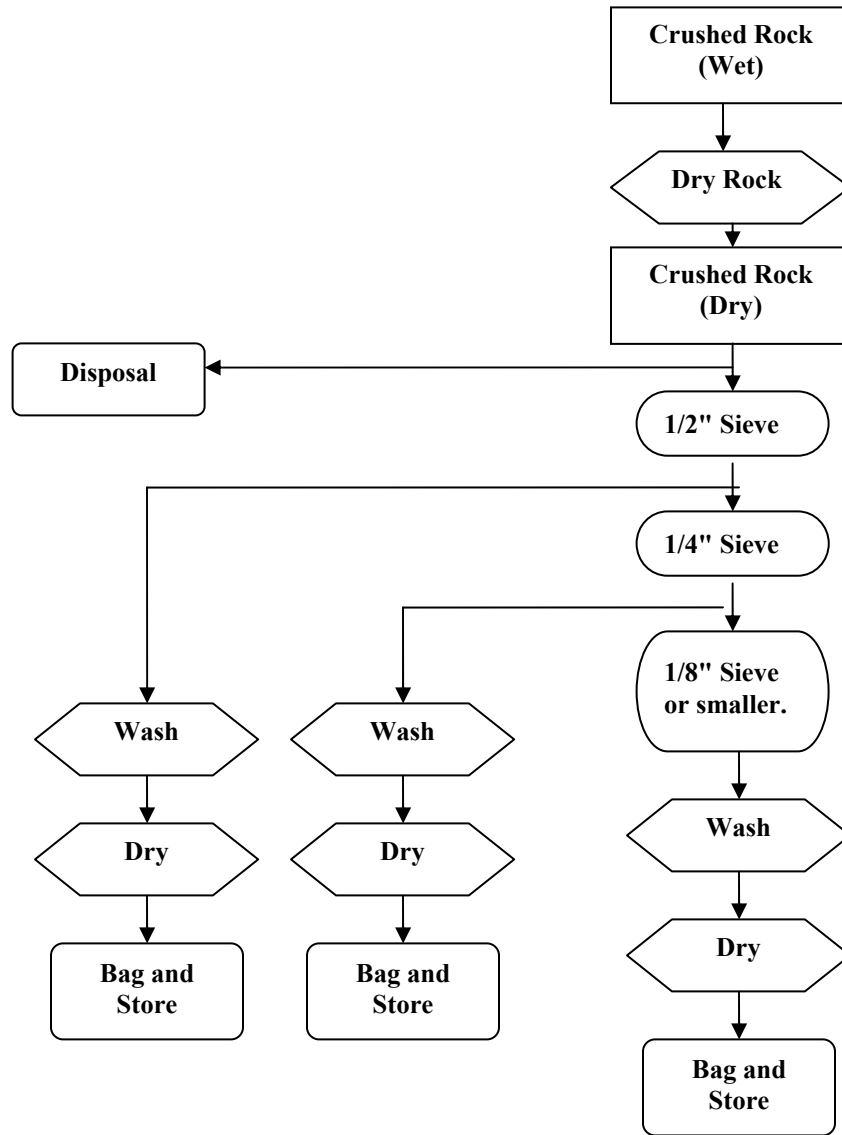 Crushed Rock
(Wet)
Dry Rock
Crushed Rock
(Dry)
Disposal
1/2" Sieve
1/4" Sieve
1/8" Sieve
or smaller.
Wash
Wash
Wash
Dry
Dry
Dry
Bag and
Store
Bag and
Store
Bag and
Store